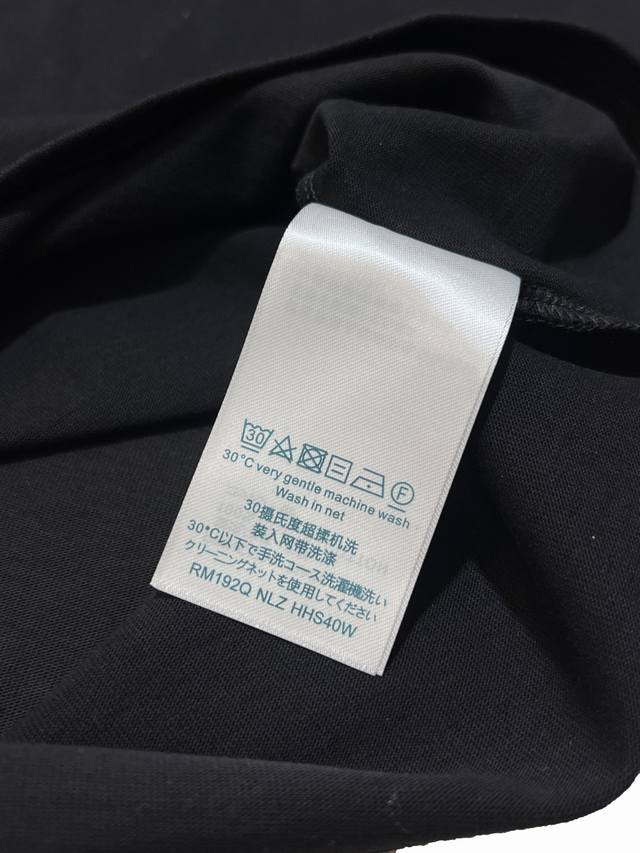 30 F
30°C very gentle machine wash
Wash in net
30摄氏度超揉机洗
装入网带洗涤
30°C以下で手洗コース洗濯機洗い
クリーニングネットを使用してください
RM192Q NLZ HHS40W